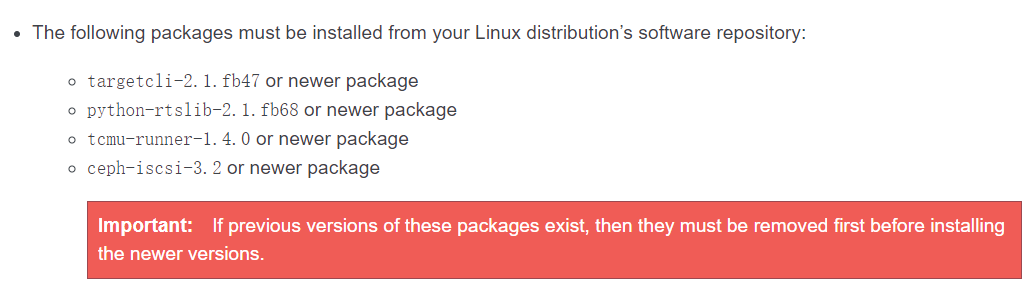 The following packages must be installed from your Linux distribution’s software repository:
targetcli-2.1.fb47 or newer package
python-rtslib-2.1.fb68 or newer package
tcmu-runner-1.4.0 or newer package
ceph-iscsi-3.2 or newer package
Important: If previous versions of these packages exist, then they must be removed first before installing
the newer versions.